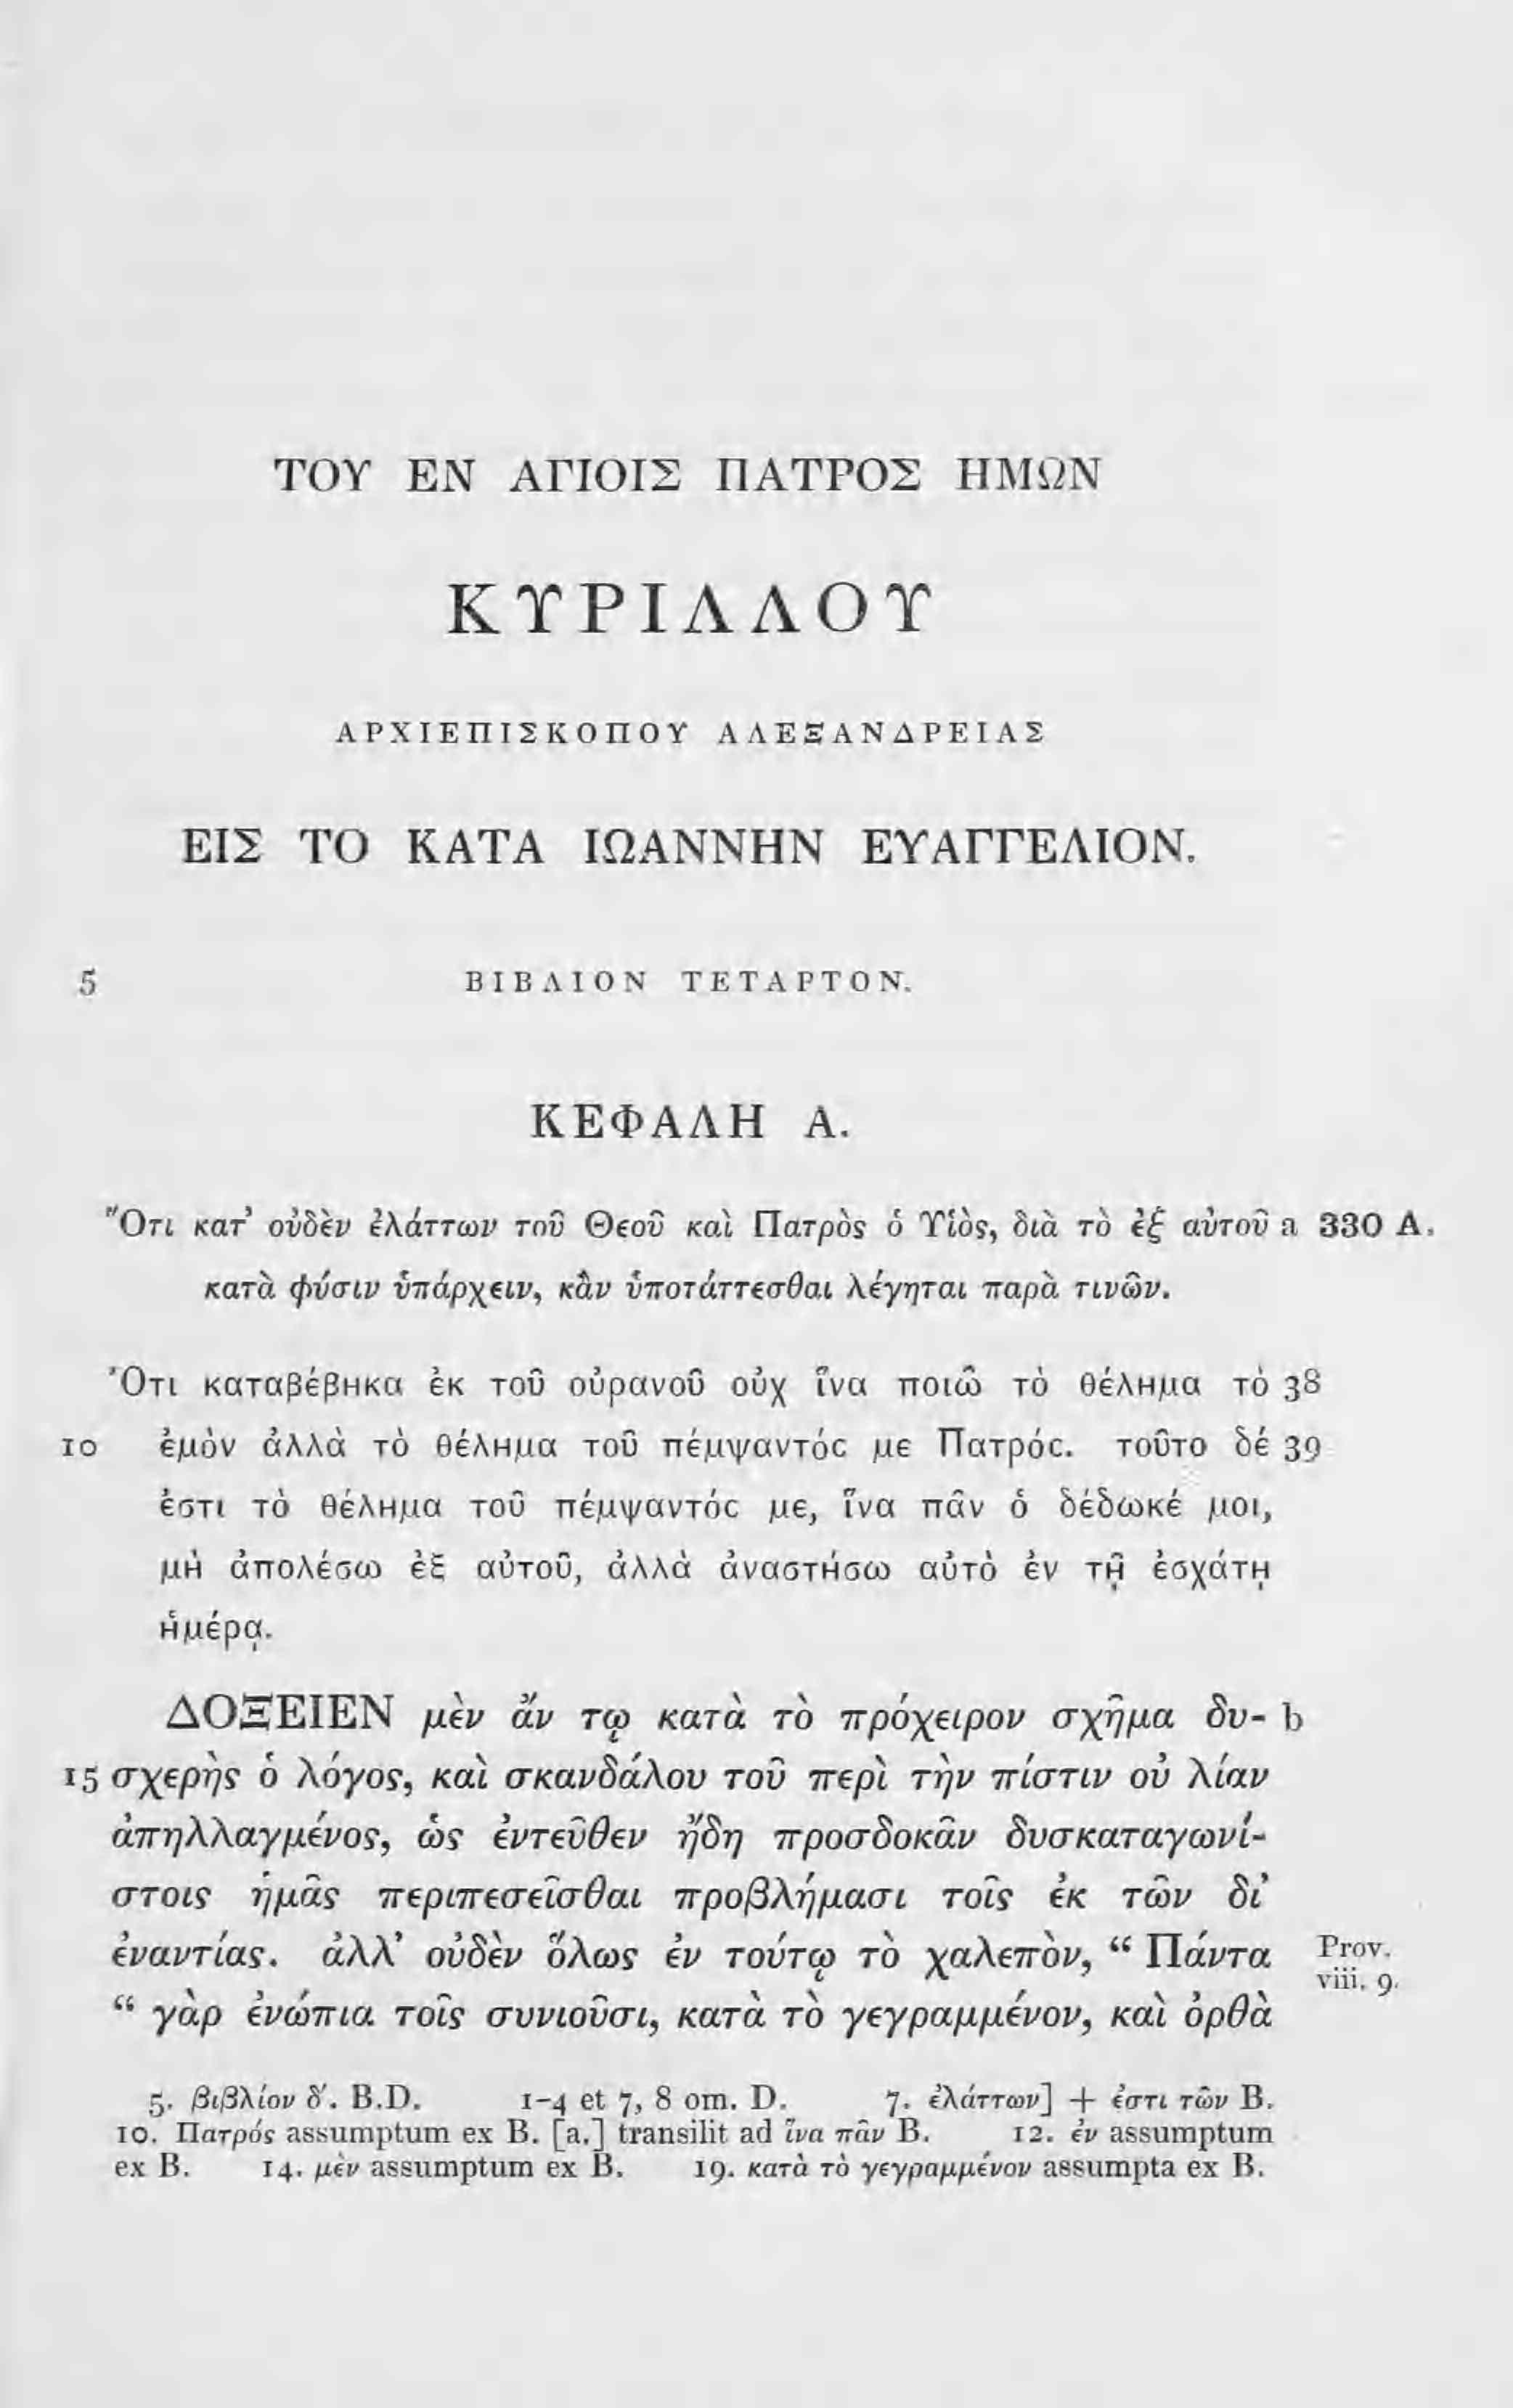 ΤΟΥ ΕΝ ΑΓΙΟΙΣ ΠΑΤΡΟΣ ΗΜΩΝ
ΚΥΡΙΛΛΟΥ
ΑΡΧΙΕΠΙΣΚΟΠΟΥ ΑΛΕΞΑΝΔΡΕΙΑΣ
ΕΙΣ ΤΟ ΚΑΤΑ ΙΩΑΝΝΗΝ ΕΥΑΓΓΕΛΙΟΝ.
5 ΒΙΒΛΙΟΝ ΤΕΤΑΡΤΟΝ.
ΚΕΦΑΛΗ Α.
Ὅτι κατ’ οὐδὲν ἐλάττων τοῦ Θεοῦ καὶ Πατρὸς ὁ Υἱὸς, διὰ τὸ ἐξ αὐτοῦ a 330 A.
κατὰ φύσιν ὑπάρχειν, κἂν ὑποτάττεσθαι λέγηται παρὰ τινῶν.
Ὅτι καταβέβηκα ἐκ τοῦ οὐρανοῦ οὐχ ἵνα ποιῶ τὸ θέλημα τὸ 38
10 ἐμὸν ἀλλὰ τὸ θέλημα τοῦ πέμψαντός με Πατρός. τοῦτο δέ 39
ἐστι τὸ θέλημα τοῦ πέμψαντός με, ἵνα πᾶν ὁ δέδωκέ μοι,
μὴ ἀπολέσω ἐξ αὐτοῦ, ἀλλὰ ἀναστήσω αὐτὸ ἐν τῇ ἐσχάτῃ
ἡμέρᾳ.
ΔΟΞΕΙΕΝ μὲν ἄν τῳ κατὰ τὸ πρόχειρον σχῆμα δυ- b
15 σχερὴς ὁ λόγος, καὶ σκανδάλου τοῦ περὶ τὴν πίστιν οὐ λίαν
ἀπηλλαγμένος, ὡς ἐντεῦθεν ἤδη προσδοκᾶν δυσκαταγωνί-
στοις ἡμᾶς περιπεσεῖσθαι προβλήμασι τοῖς ἐκ τῶν δι’
ἐναντίας. ἀλλ’ οὐδὲν ὅλως ἐν τούτῳ τὸ χαλεπὸν, “ Πάντα Prov. viii. 9.
“ γὰρ ἐνώπια τοῖς συνιοῦσι, κατὰ τὸ γεγραμμένον, καὶ ὀρθὰ
5. βιβλίον δ΄. B.D. 1-4 et 7, 8 om. D. 7. ἐλάττων] + ἐστι τῶν B.
10. Πατρός assumptum ex B. [a.] transilit ad ἵνα πᾶν B. 12. ἐν assumptum
ex B. 14. μὲν assumptum ex B. 19. κατὰ τὸ γεγραμμένον assumpta ex B.